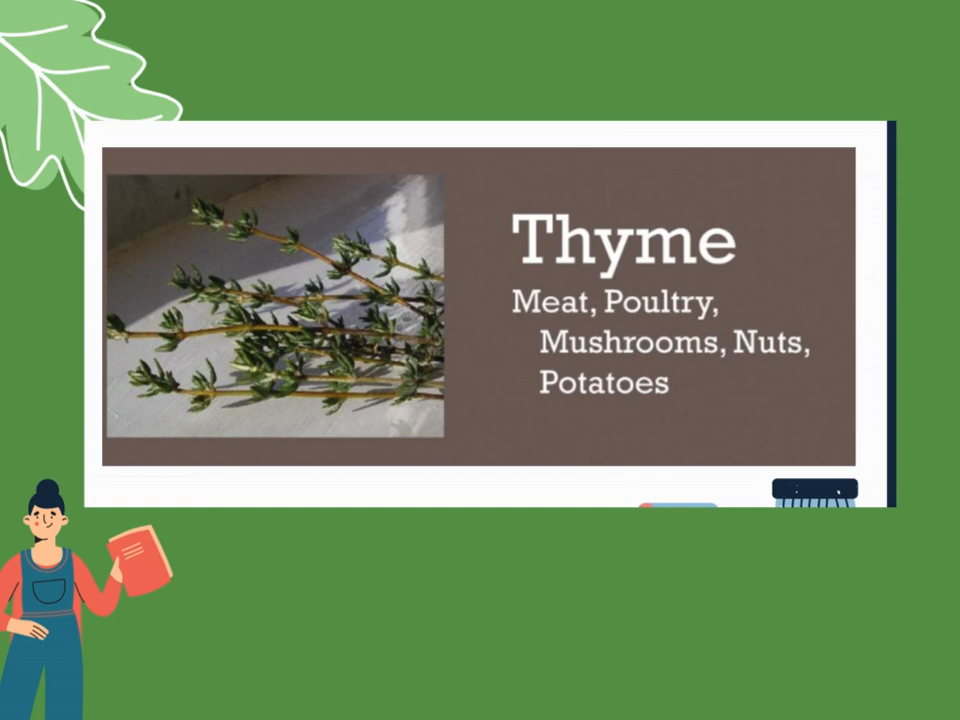 Thyme
Meat, Poultry,
Mushrooms, Nuts,
Potatoes